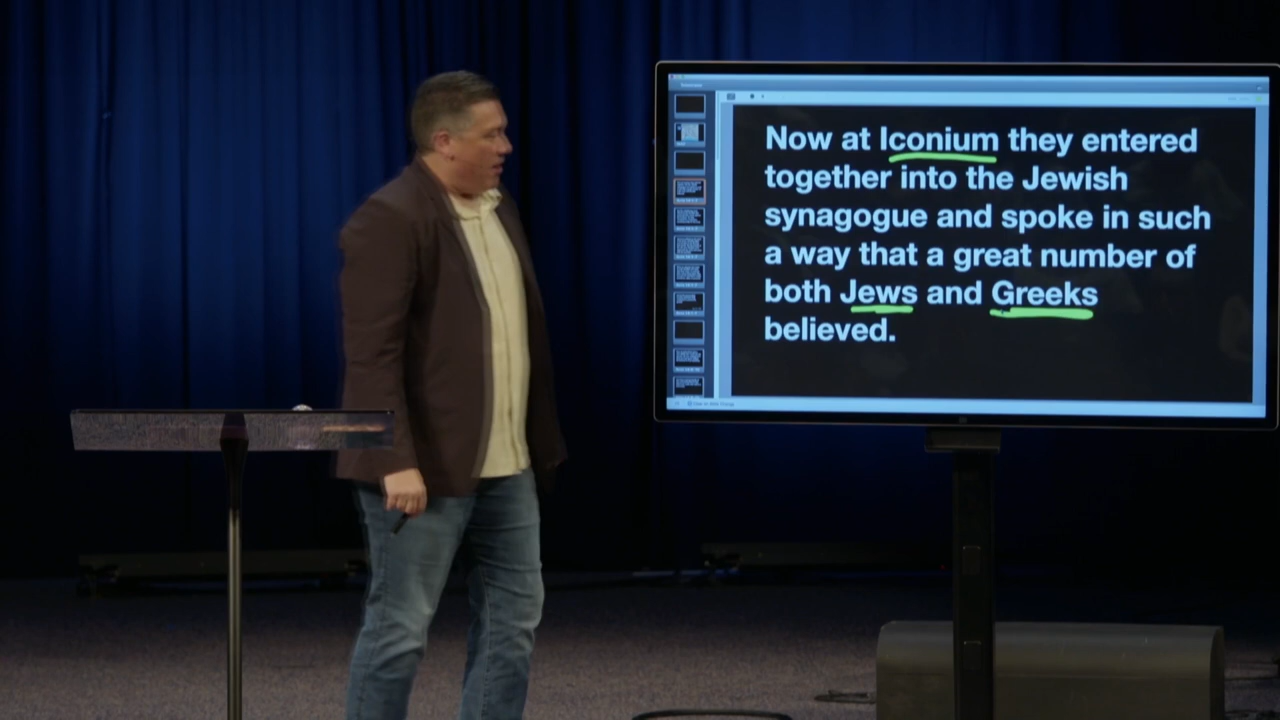 Now at Iconium they entered
together into the Jewish
synagogue and spoke in such
a way that a great number of
both Jews and Greeks
believed.